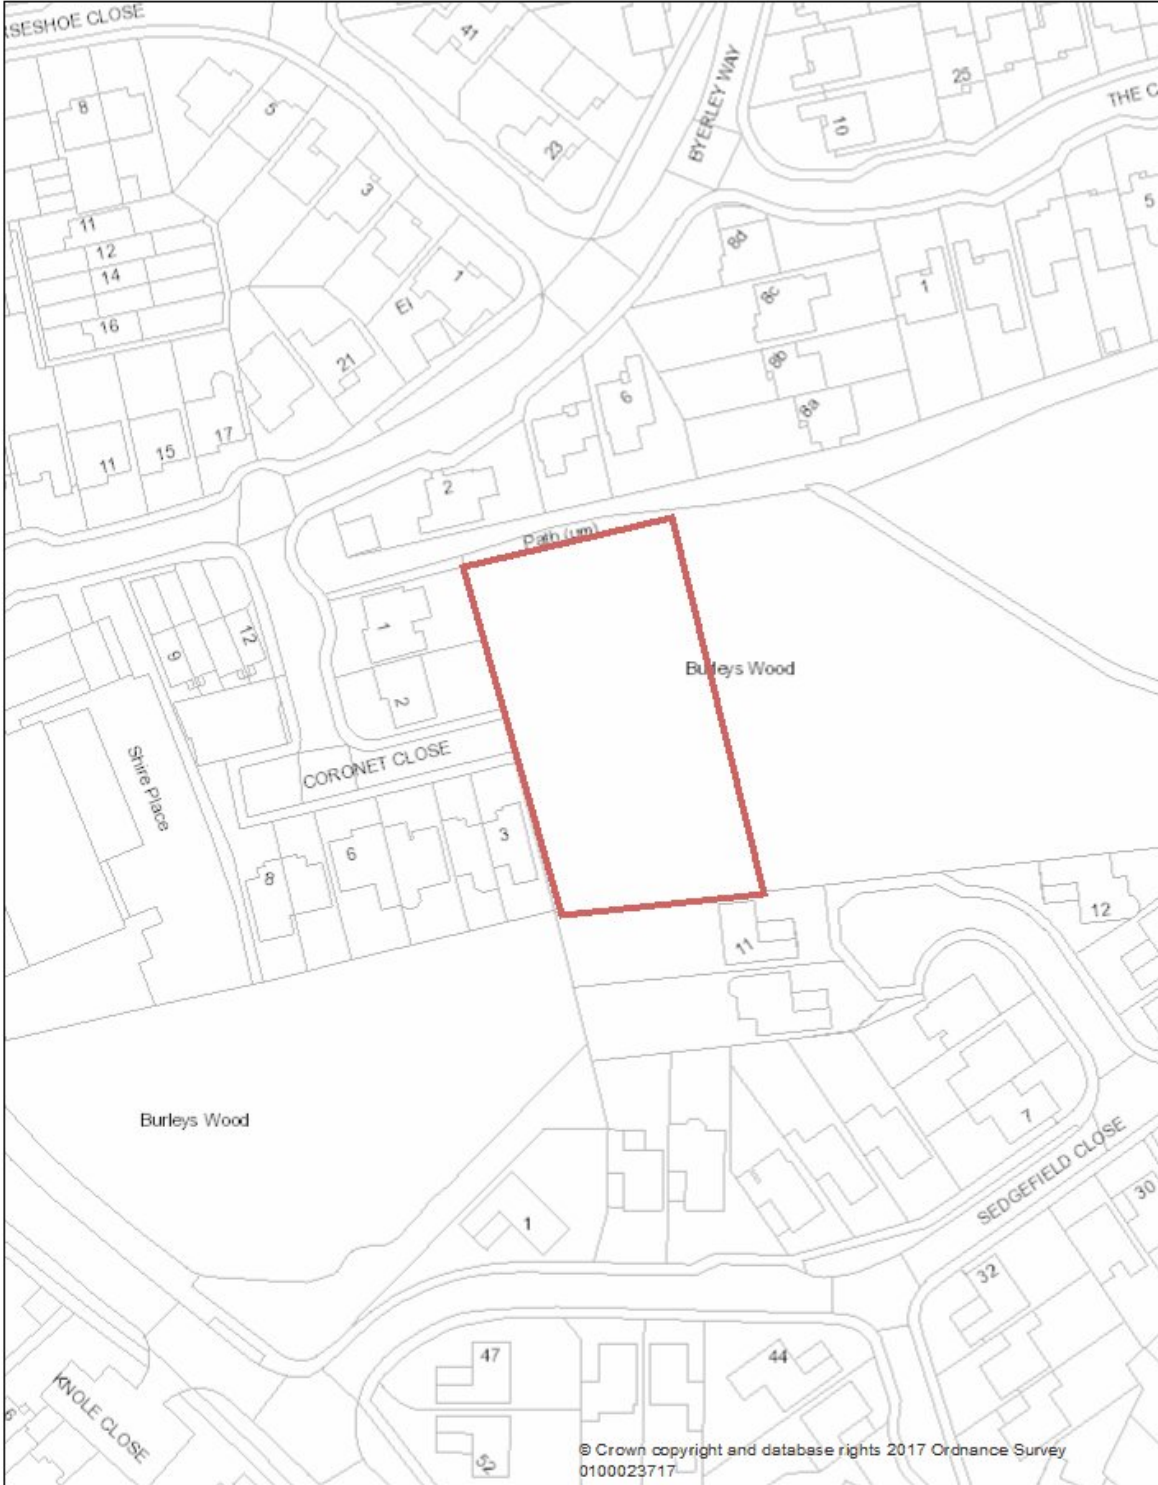 RSESHOE CLOSE
41
BYERLEY WAY
25
THE C
8
5
10
23
3
5
11
12
14
16
8d
1
El
8c
1
21
8b
6
8a
17
15
11
2
Path (um)
1
12
9
Burleys Wood
2
CORONET CLOSE
Shire Place
3
6
8
12
11
Burleys Wood
7
SEDGEFIELD CLOSE
30
1
32
47
44
KNOLE CLOSE
6
52
© Crown copyright and database rights 2017 Ordnance Survey
0100023717